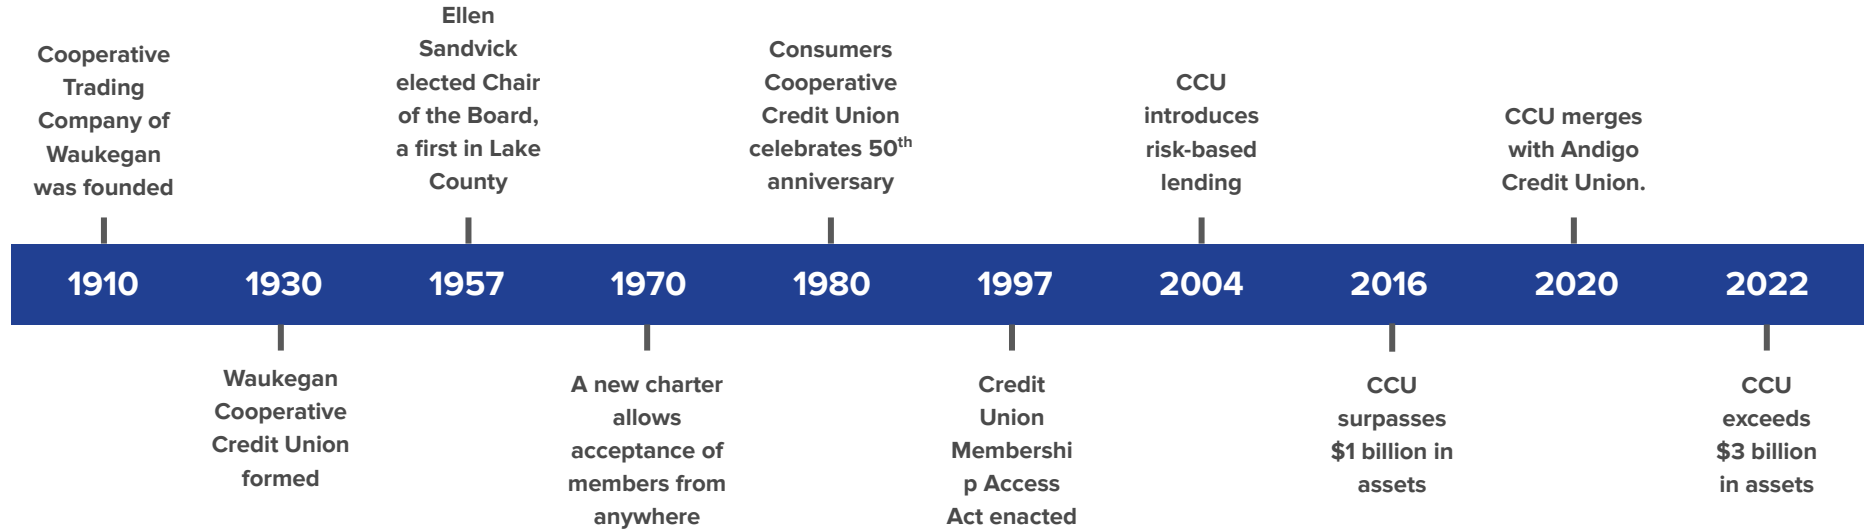 Cooperative
Trading
Company of
Waukegan
was founded
Ellen
Sandvick
elected Chair
of the Board,
a first in Lake
County
Consumers
Cooperative
Credit Union
celebrates 50th
anniversary
CCU
introduces
risk-based
lending
CCU merges
with Andigo
Credit Union.
1910 1930 1957 1970 1980 1997 2004 2016 2020 2022
Waukegan
Cooperative
Credit Union
formed
A new charter
allows
acceptance of
members from
anywhere
Credit
Union
Membershi
p Access
Act enacted
CCU
surpasses
$1 billion in
assets
CCU
exceeds
$3 billion
in assets